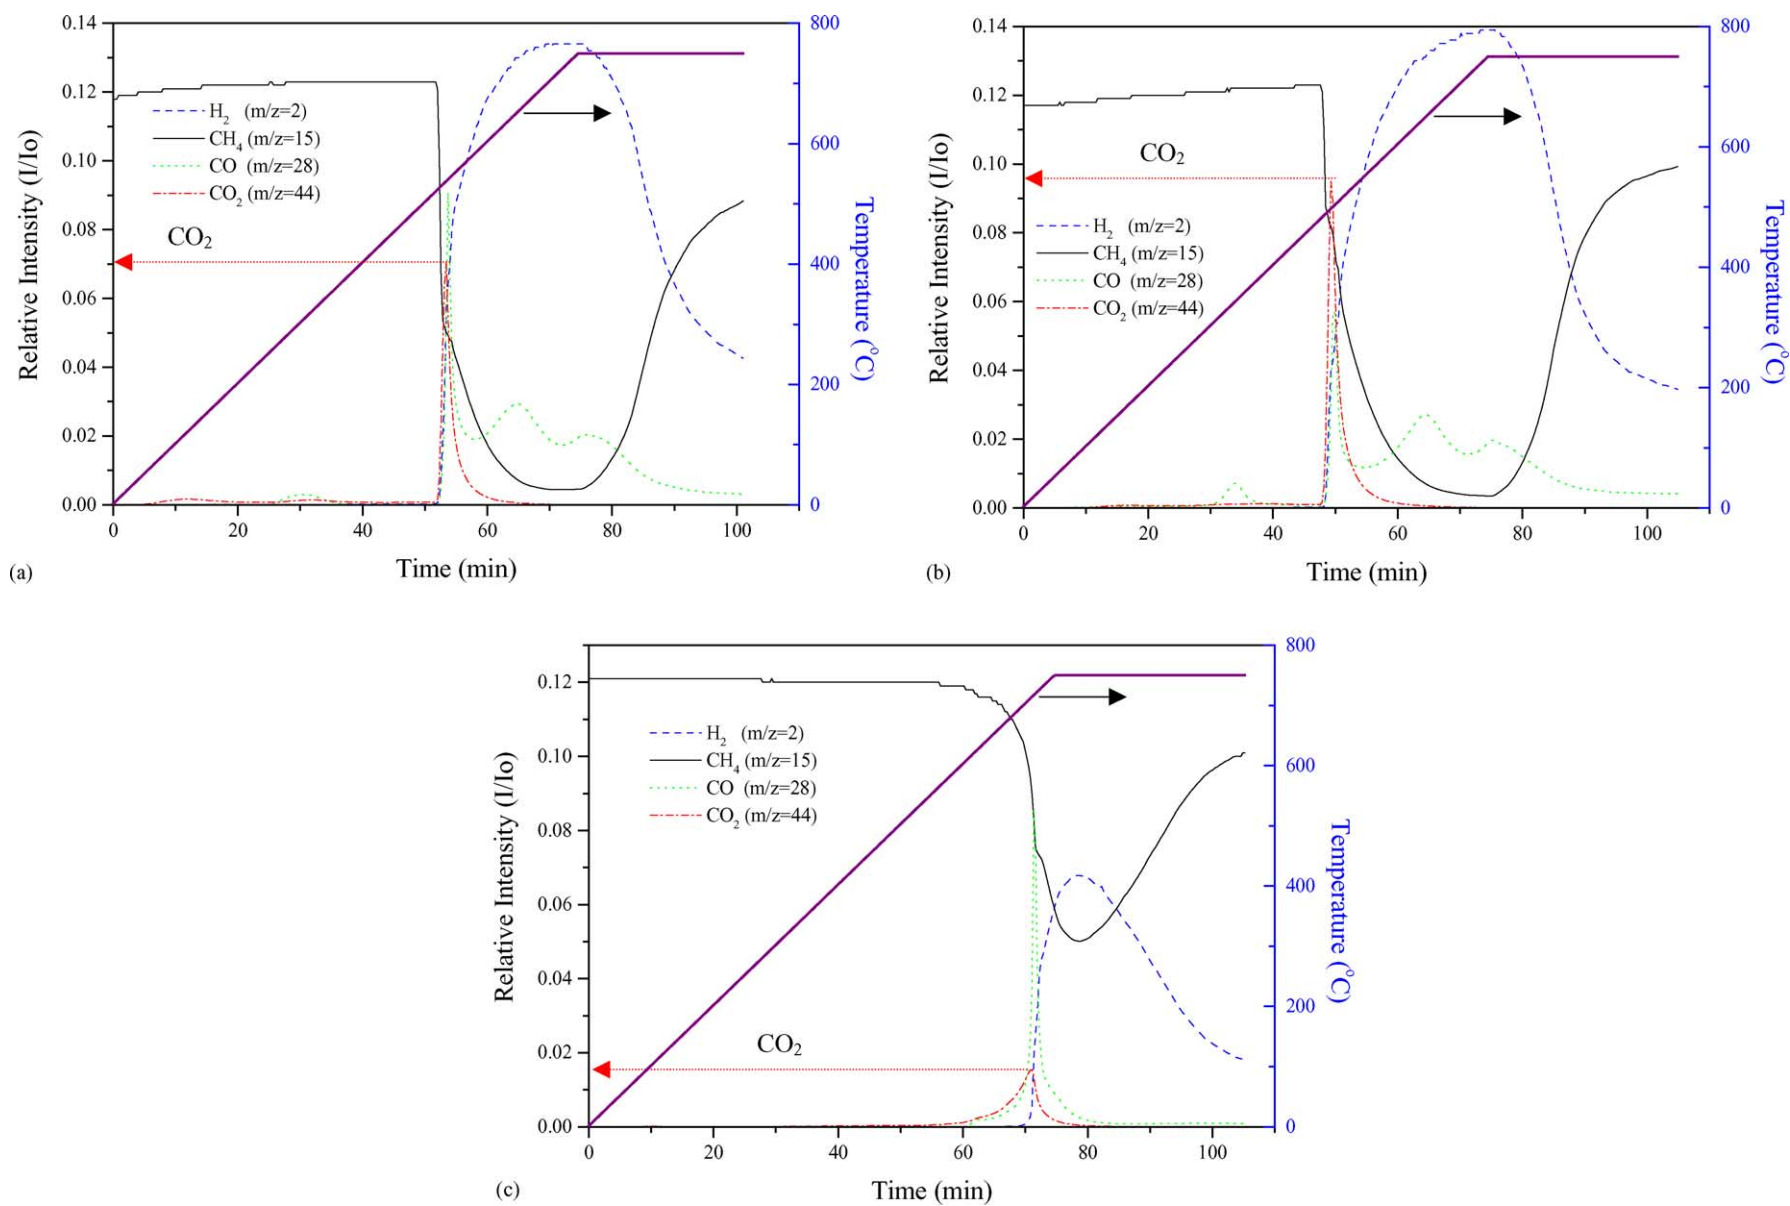 0.14
0.12
0.10
0.08
0.06
0.04
0.02
0.00
Relative Intensity (I/Io)
H2 (m/z=2)
CH4 (m/z=15)
CO (m/z=28)
CO2 (m/z=44)
CO2
800
600
400
200
0
Temperature (°C)
0 20 40 60 80 100
Time (min)
(a)
0.14
0.12
0.10
0.08
0.06
0.04
0.02
0.00
Relative Intensity (I/Io)
CO2
H2 (m/z=2)
CH4 (m/z=15)
CO (m/z=28)
CO2 (m/z=44)
800
600
400
200
0
Temperature (°C)
0 20 40 60 80 100
Time (min)
(b)
0.12
0.10
0.08
0.06
0.04
0.02
0.00
Relative Intensity (I/Io)
H2 (m/z=2)
CH4 (m/z=15)
CO (m/z=28)
CO2 (m/z=44)
CO2
800
600
400
200
0
Temperature (°C)
0 20 40 60 80 100
Time (min)
(c)